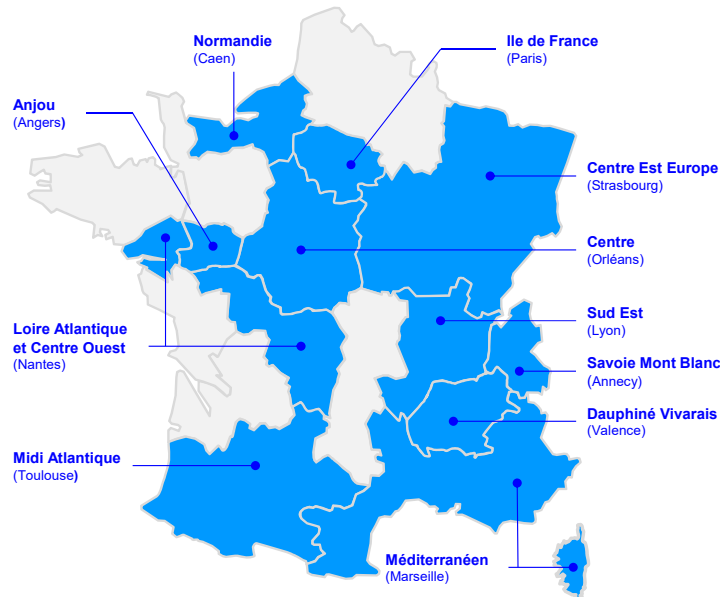 Normandie
(Caen)
Ile de France
(Paris)
Anjou
(Angers)
Centre Est Europe
(Strasbourg)
Centre
(Orléans)
Loire Atlantique
et Centre Ouest
(Nantes)
Sud Est
(Lyon)
Savoie Mont Blanc
(Annecy)
Dauphiné Vivarais
(Valence)
Midi Atlantique
(Toulouse)
Méditerranéen
(Marseille)